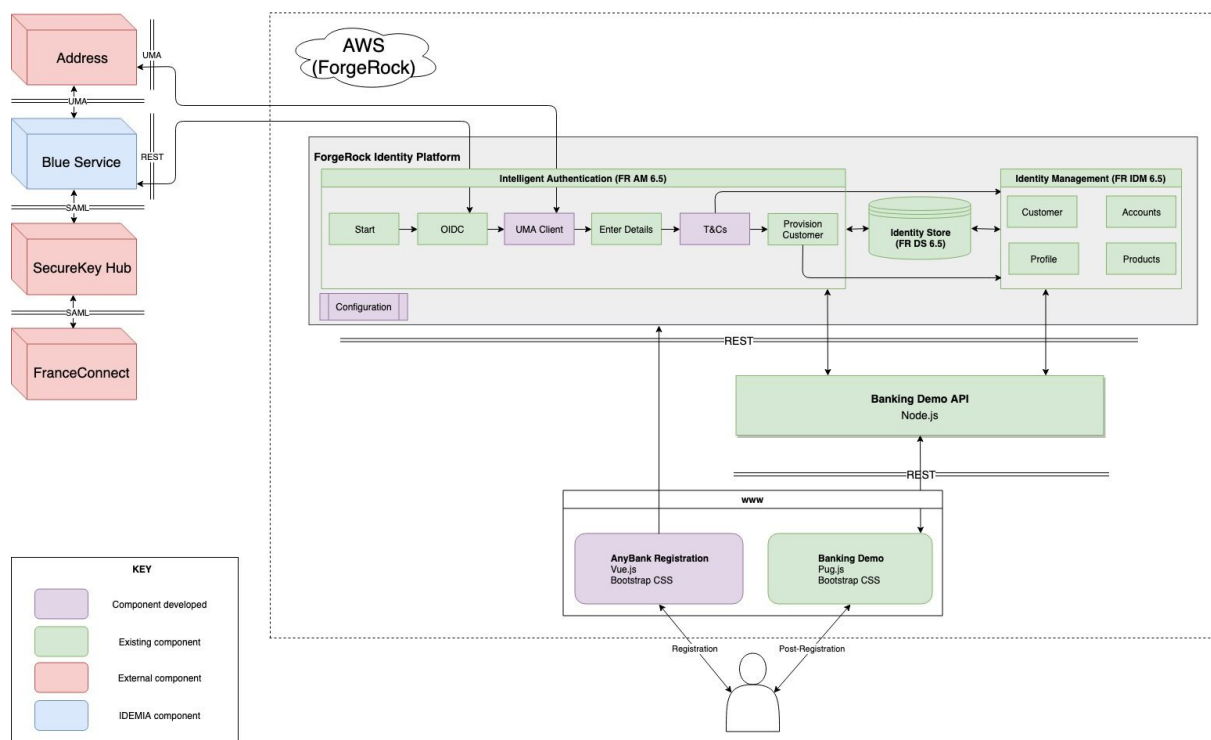 AWS
(ForgeRock)
Address
UMA
UMA
Blue Service
REST
SAML
SecureKey Hub
SAML
FranceConnect
ForgeRock Identity Platform
Intelligent Authentication (FR AM 6.5)
Start
OIDC
UMA Client
Enter Details
T&Cs
Provision
Customer
Identity Store
(FR DS 6.5)
Identity Management (FR IDM 6.5)
Customer
Accounts
Profile
Products
Configuration
REST
Banking Demo API
Node.js
REST
www
AnyBank Registration
Vue.js
Bootstrap CSS
Banking Demo
Pug.js
Bootstrap CSS
Registration
Post-Registration
KEY
Component developed
Existing component
External component
IDEMIA component